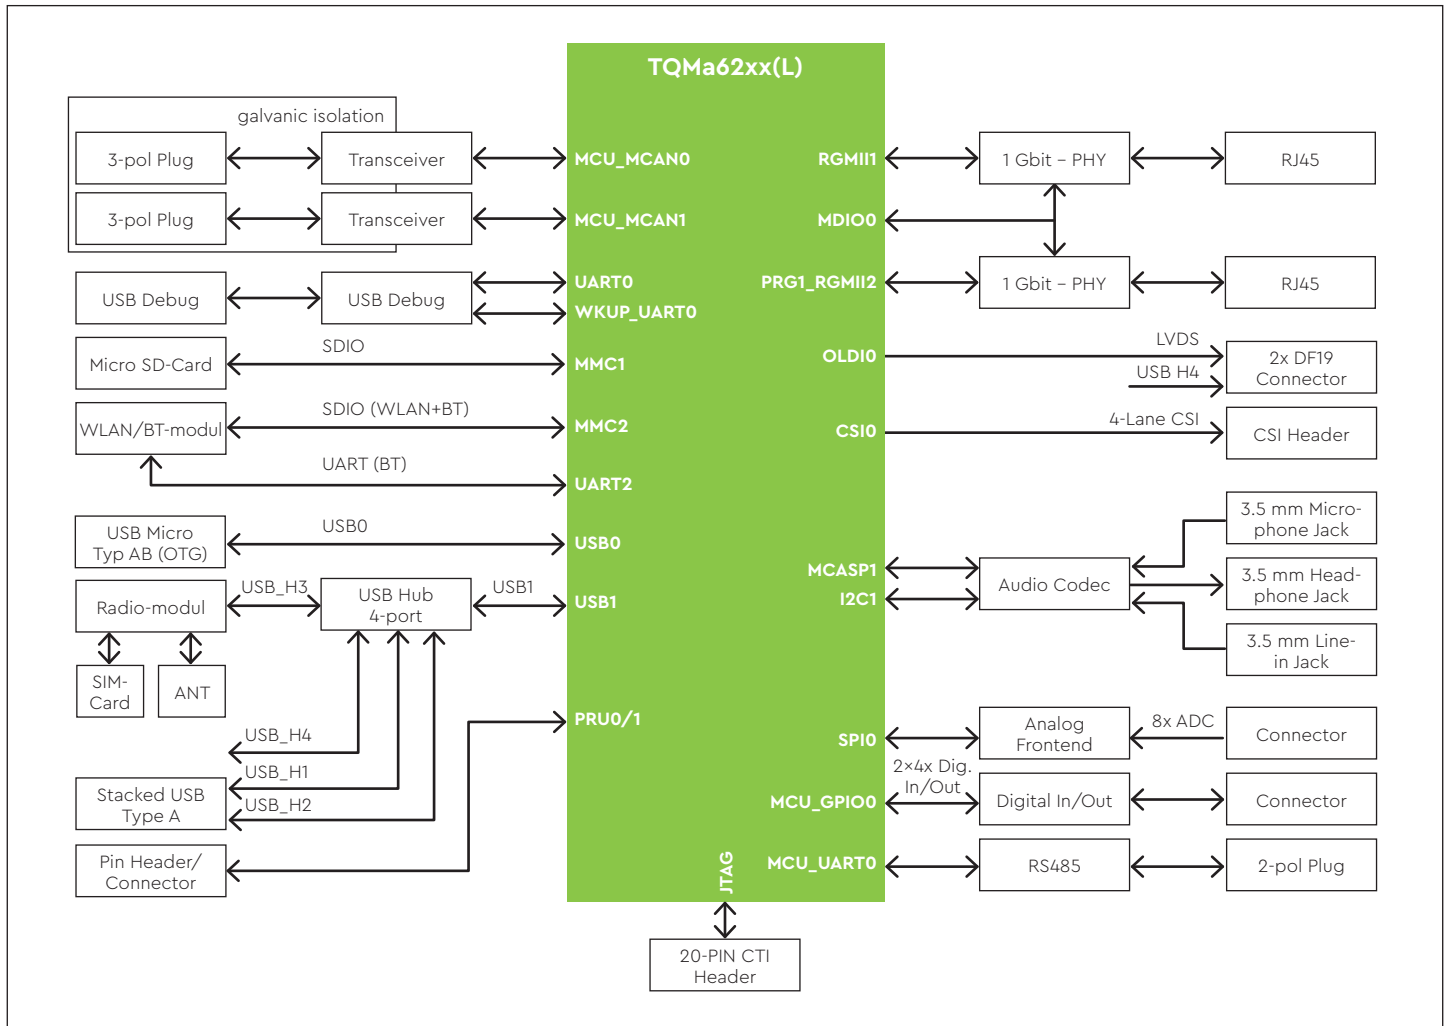 TQMa62xx(L)
galvanic isolation
3-pol Plug
Transceiver
MCU_MCAN0
3-pol Plug
Transceiver
MCU_MCAN1
USB Debug
USB Debug
UART0
WKUP_UART0
Micro SD-Card
SDIO
MMC1
WLAN/BT-modul
SDIO (WLAN+BT)
MMC2
UART (BT)
UART2
USB Micro
Typ AB (OTG)
USB0
USB0
Radio-modul
USB_H3
USB Hub
4-port
USB1
USB1
SIM-
Card
ANT
PRU0/1
USB_H4
USB_H1
USB_H2
Stacked USB
Type A
Pin Header/
Connector
JTAG
20-PIN CTI
Header
RGMII1
1 Gbit – PHY
RJ45
MDIO0
PRG1_RGMII2
1 Gbit – PHY
RJ45
OLDI0
LVDS
USB H4
2x DF19
Connector
CSI0
4-Lane CSI
CSI Header
3.5 mm Micro-
phone Jack
MCASP1
I2C1
Audio Codec
3.5 mm Head-
phone Jack
3.5 mm Line-
in Jack
SPI0
Analog
Frontend
8x ADC
Connector
MCU_GPIO0
2×4x Dig.
In/Out
Digital In/Out
Connector
MCU_UART0
RS485
2-pol Plug